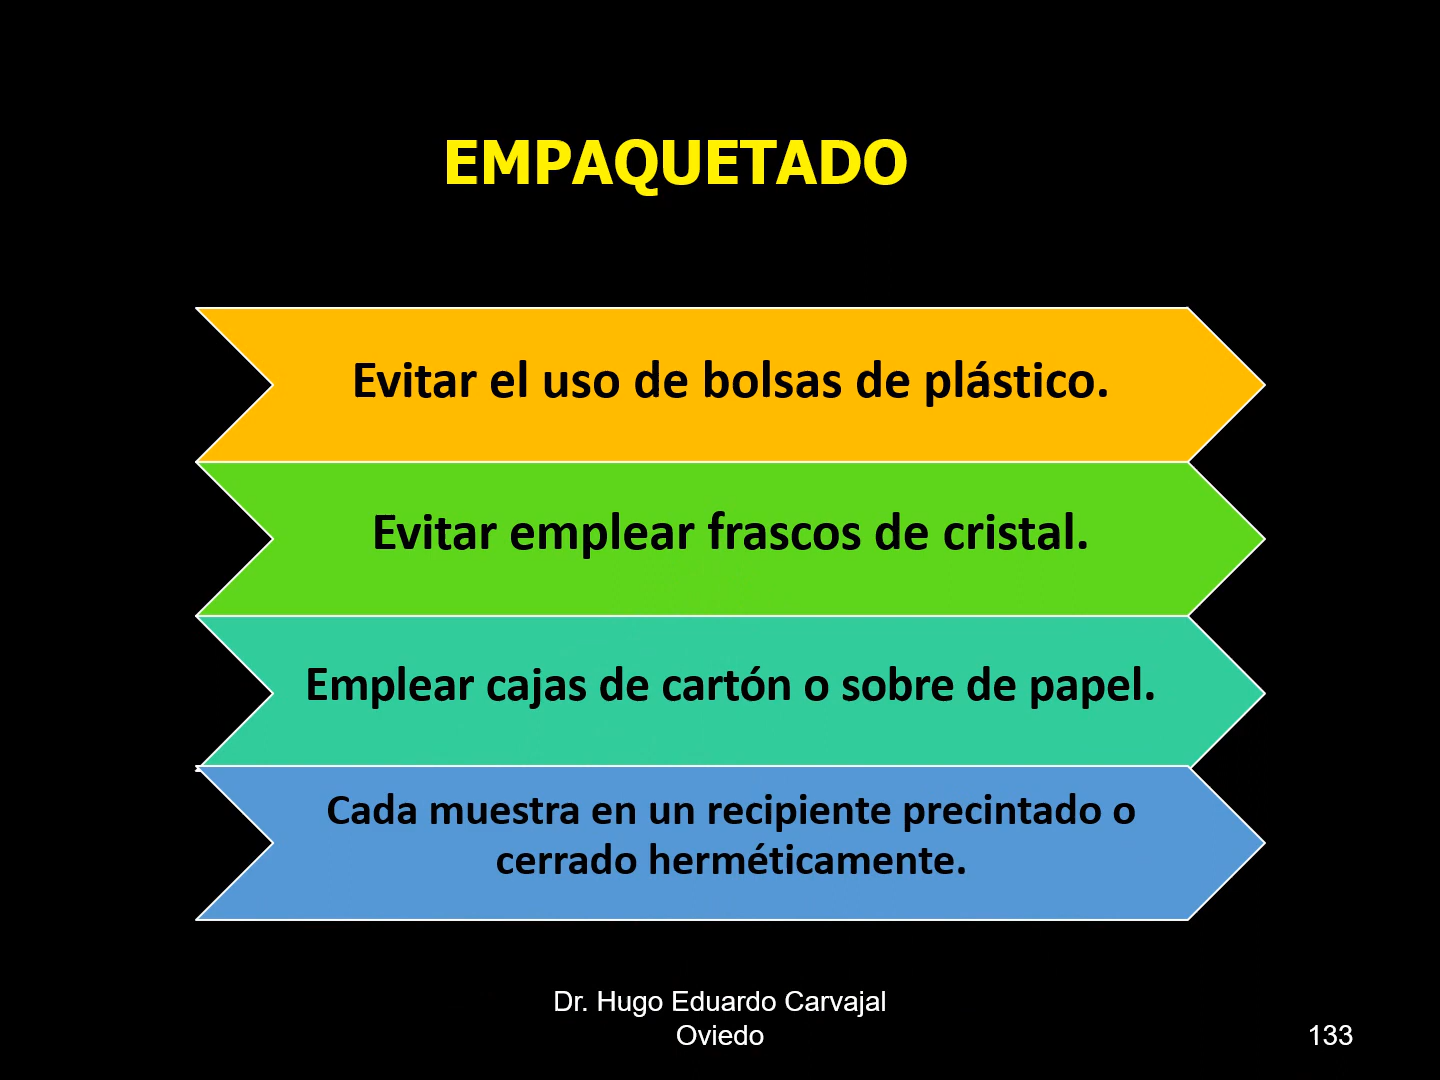 EMPAQUETADO
Evitar el uso de bolsas de plástico.
Evitar emplear frascos de cristal.
Emplear cajas de cartón o sobre de papel.
Cada muestra en un recipiente precintado o
cerrado herméticamente.
Dr. Hugo Eduardo Carvajal
Oviedo
133